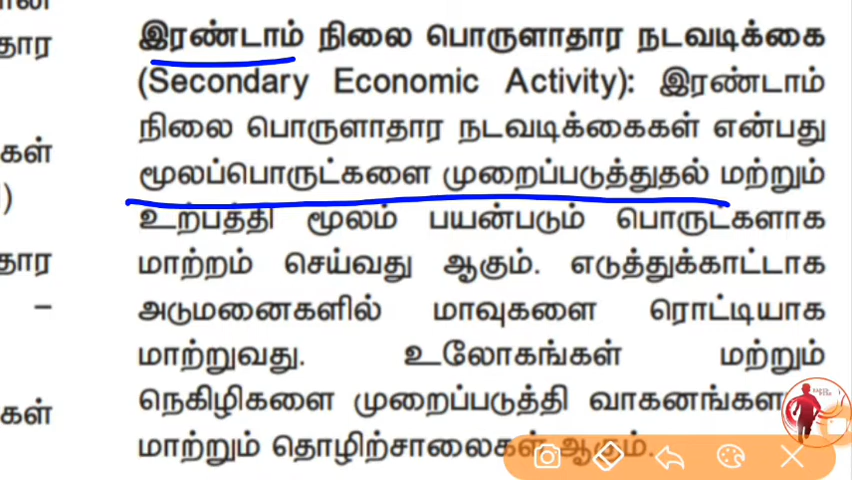 தார
கள்
)
தார
–
கள்
இரண்டாம் நிலை பொருளாதார நடவடிக்கை
(Secondary Economic Activity): இரண்டாம்
நிலை பொருளாதார நடவடிக்கைகள் என்பது
மூலப்பொருட்களை முறைப்படுத்துதல் மற்றும்
உற்பத்தி மூலம் பயன்படும் பொருட்களாக
மாற்றம் செய்வது ஆகும். எடுத்துக்காட்டாக
அடுமனைகளில் மாவுகளை ரொட்டியாக
மாற்றுவது. உலோகங்கள் மற்றும்
நெகிழிகளை முறைப்படுத்தி வாகனங்களா
மாற்றும் தொழிற்சாலைகள் ஆகும்.